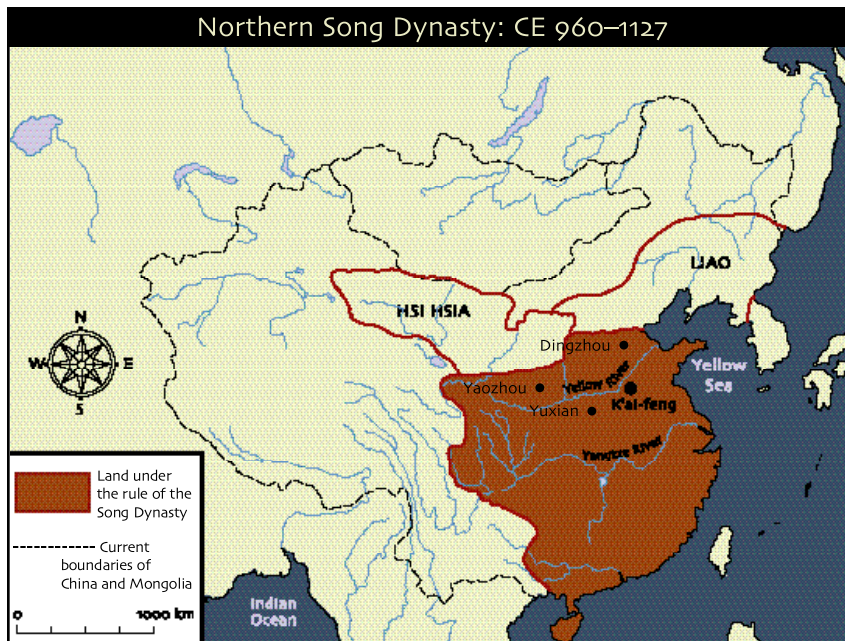 Northern Song Dynasty: CE 960–1127
LIAO
HSI HSIA
Dingzhou
Yellow
Sea
Yellow River
Yaozhou
K'ai-feng
Yuxian
Yangtze River
N
W
E
S
Land under
the rule of the
Song Dynasty
Current
boundaries of
China and Mongolia
0
1000 km
Indian
Ocean